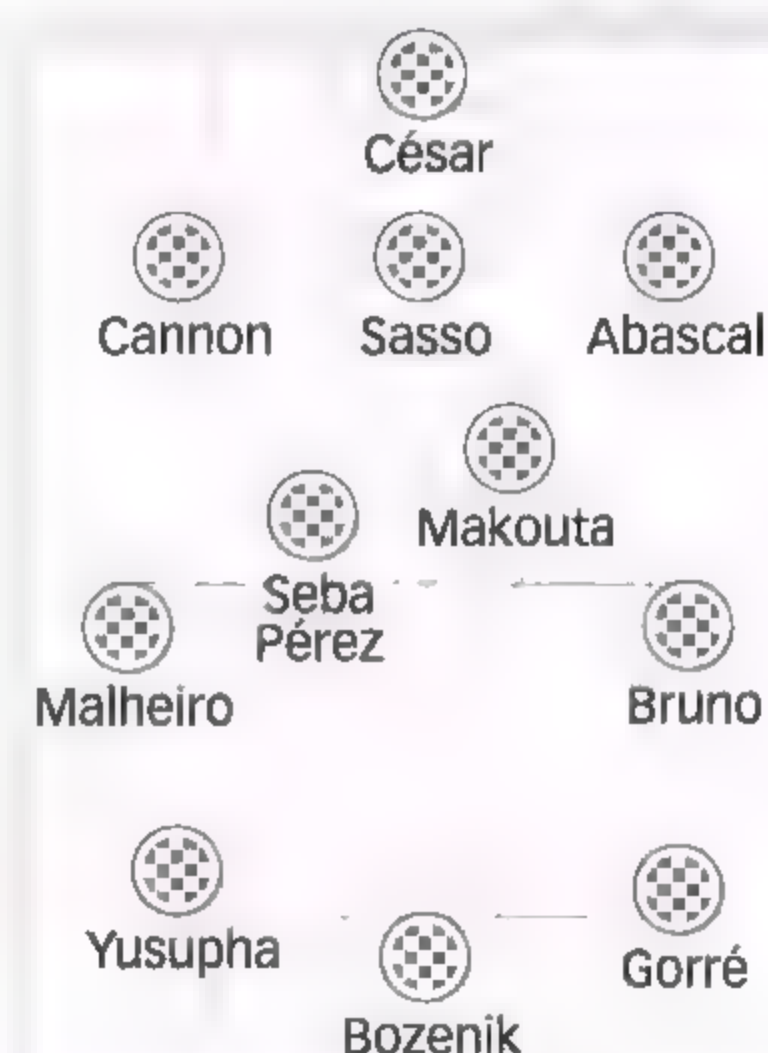 César
Cannon
Sasso
Abascal
Makouta
Seba
Pérez
Malheiro
Bruno
Yusupha
Gorré
Bozenik